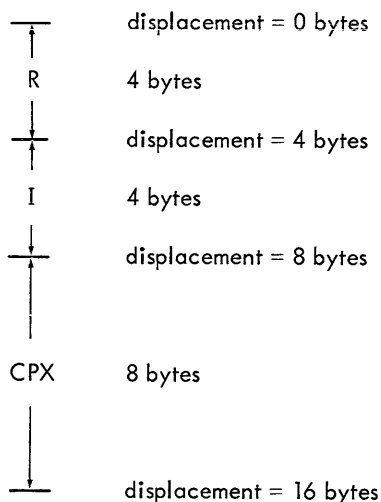 displacement = 0 bytes
R 4 bytes
displacement = 4 bytes
I 4 bytes
displacement = 8 bytes
CPX 8 bytes
displacement = 16 bytes